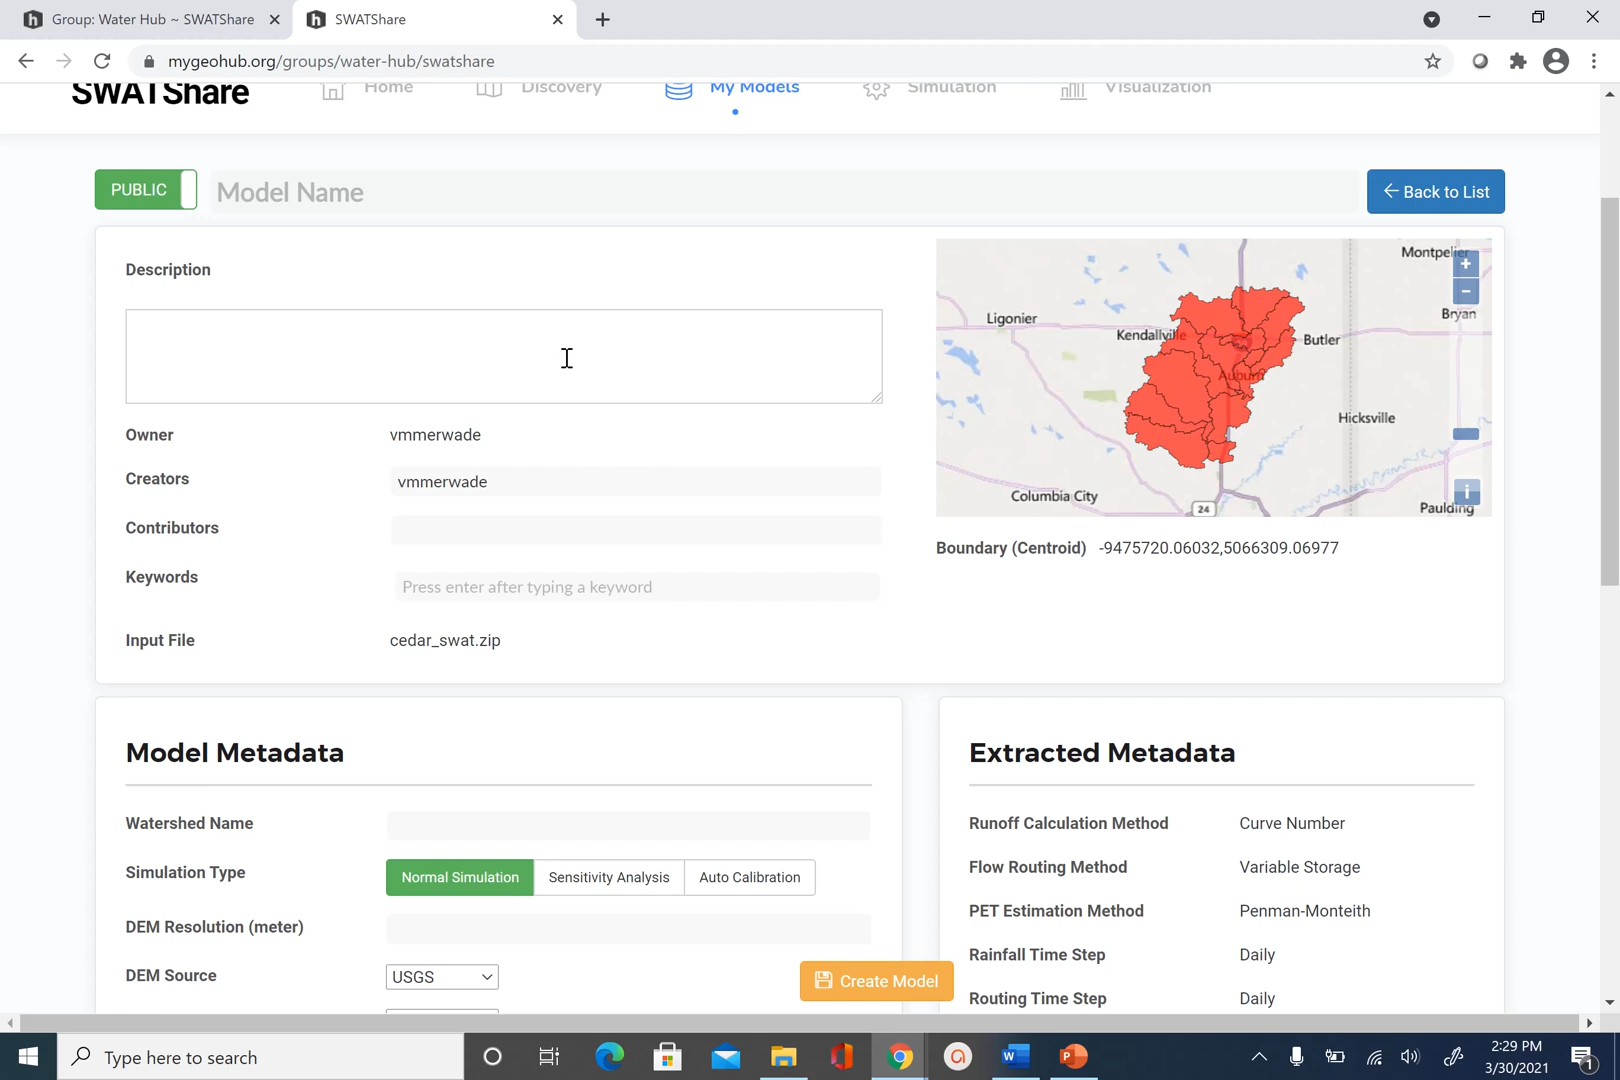 Group: Water Hub ~ SWATShare
SWATShare
mygeohub.org/groups/water-hub/swatshare
SWATShare
Home
Discovery
My Models
Simulation
Visualization
PUBLIC
Model Name
Back to List
Description
Owner
vmmerwade
Creators
vmmerwade
Contributors
Keywords
Press enter after typing a keyword
Input File
cedar_swat.zip
Montpelier
Bryan
Ligonier
Kendallville
Butler
Auburn
Hicksville
Columbia City
24
Paulding
+
−
i
Boundary (Centroid) -9475720.06032,5066309.06977
Model Metadata
Watershed Name
Simulation Type
Normal Simulation
Sensitivity Analysis
Auto Calibration
DEM Resolution (meter)
DEM Source
USGS
Create Model
Extracted Metadata
Runoff Calculation Method
Curve Number
Flow Routing Method
Variable Storage
PET Estimation Method
Penman-Monteith
Rainfall Time Step
Daily
Routing Time Step
Daily
Type here to search
2:29 PM
3/30/2021
1